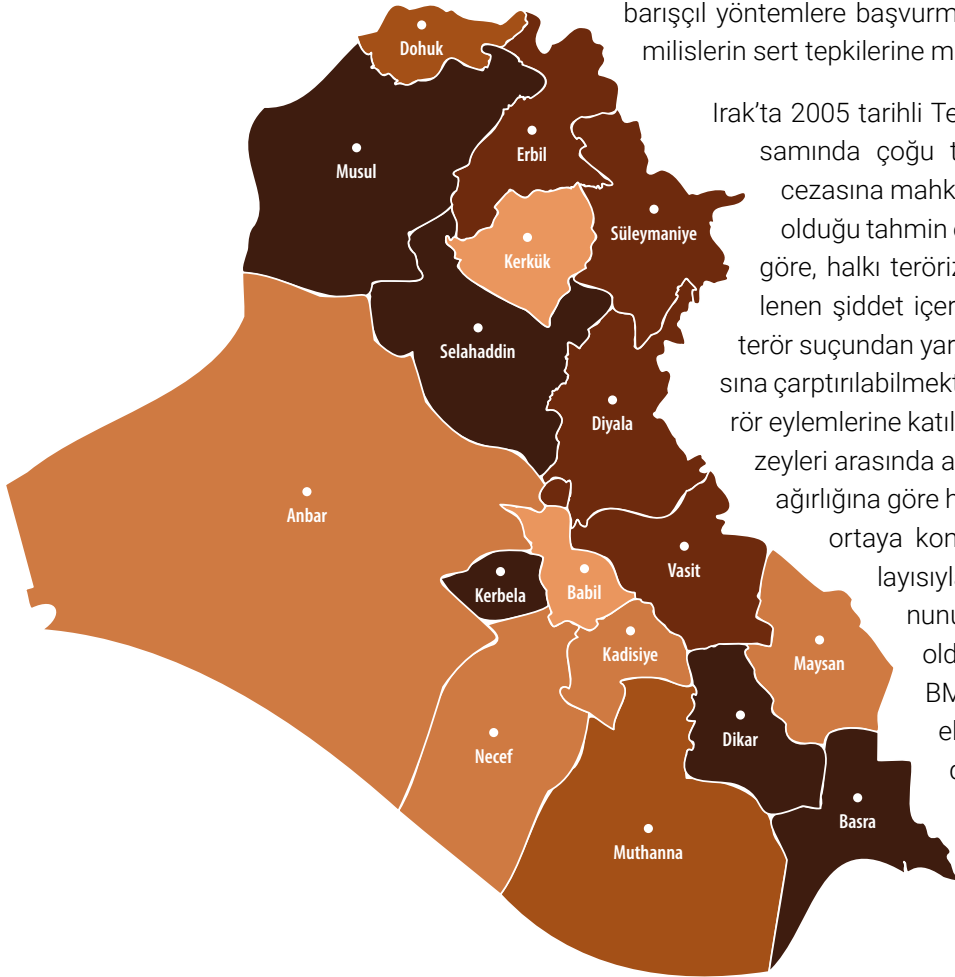 barışçıl yöntemlere başvurm
milislerin sert tepkilerine m
Irak’ta 2005 tarihli Te
samında çoğu t
cezasına mahk
olduğu tahmin e
göre, halkı teröriz
lenen şiddet içer
terör suçundan yar
sına çarptırılabilmekt
rör eylemlerine katıl
zeyleri arasında a
ağırlığına göre h
ortaya kon
layısıyla
nunu
old
BM
el
Dohuk
Musul
Erbil
Süleymaniye
Kerkük
Selahaddin
Diyala
Anbar
Vasit
Kerbela
Babil
Kadisiye
Maysan
Necef
Dikar
Basra
Muthanna